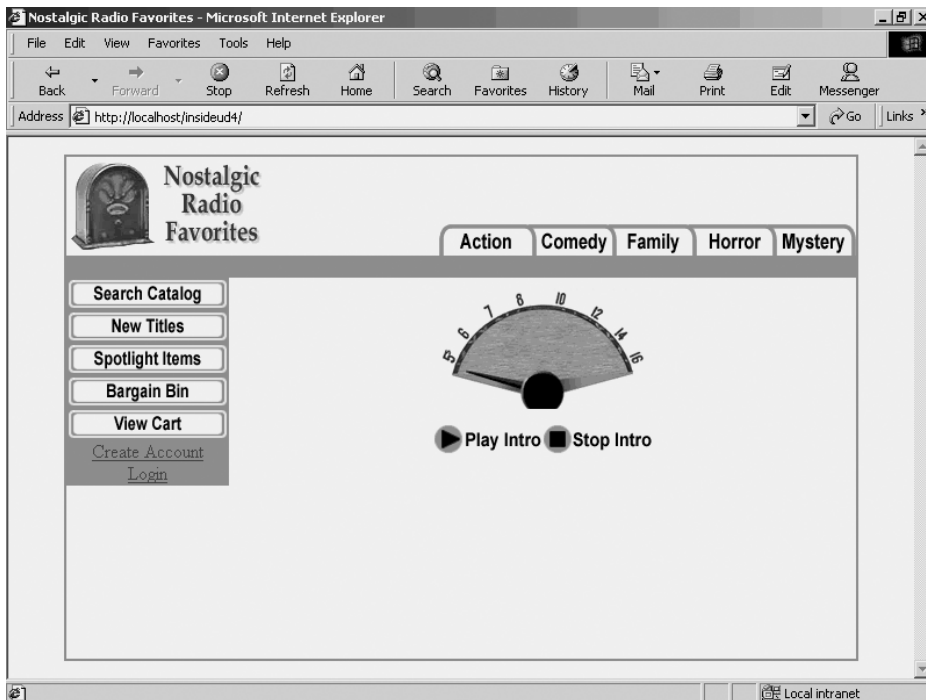 Nostalgic Radio Favorites - Microsoft Internet Explorer
File Edit View Favorites Tools Help
Back Forward Stop Refresh Home Search Favorites History Mail Print Edit Messenger
Address http://localhost/insideud4/ Go Links
Nostalgic
Radio
Favorites
Action Comedy Family Horror Mystery
Search Catalog
New Titles
Spotlight Items
Bargain Bin
View Cart
Create Account
Login
5 6 7 8 10 12 14 16
Play Intro Stop Intro
Local intranet